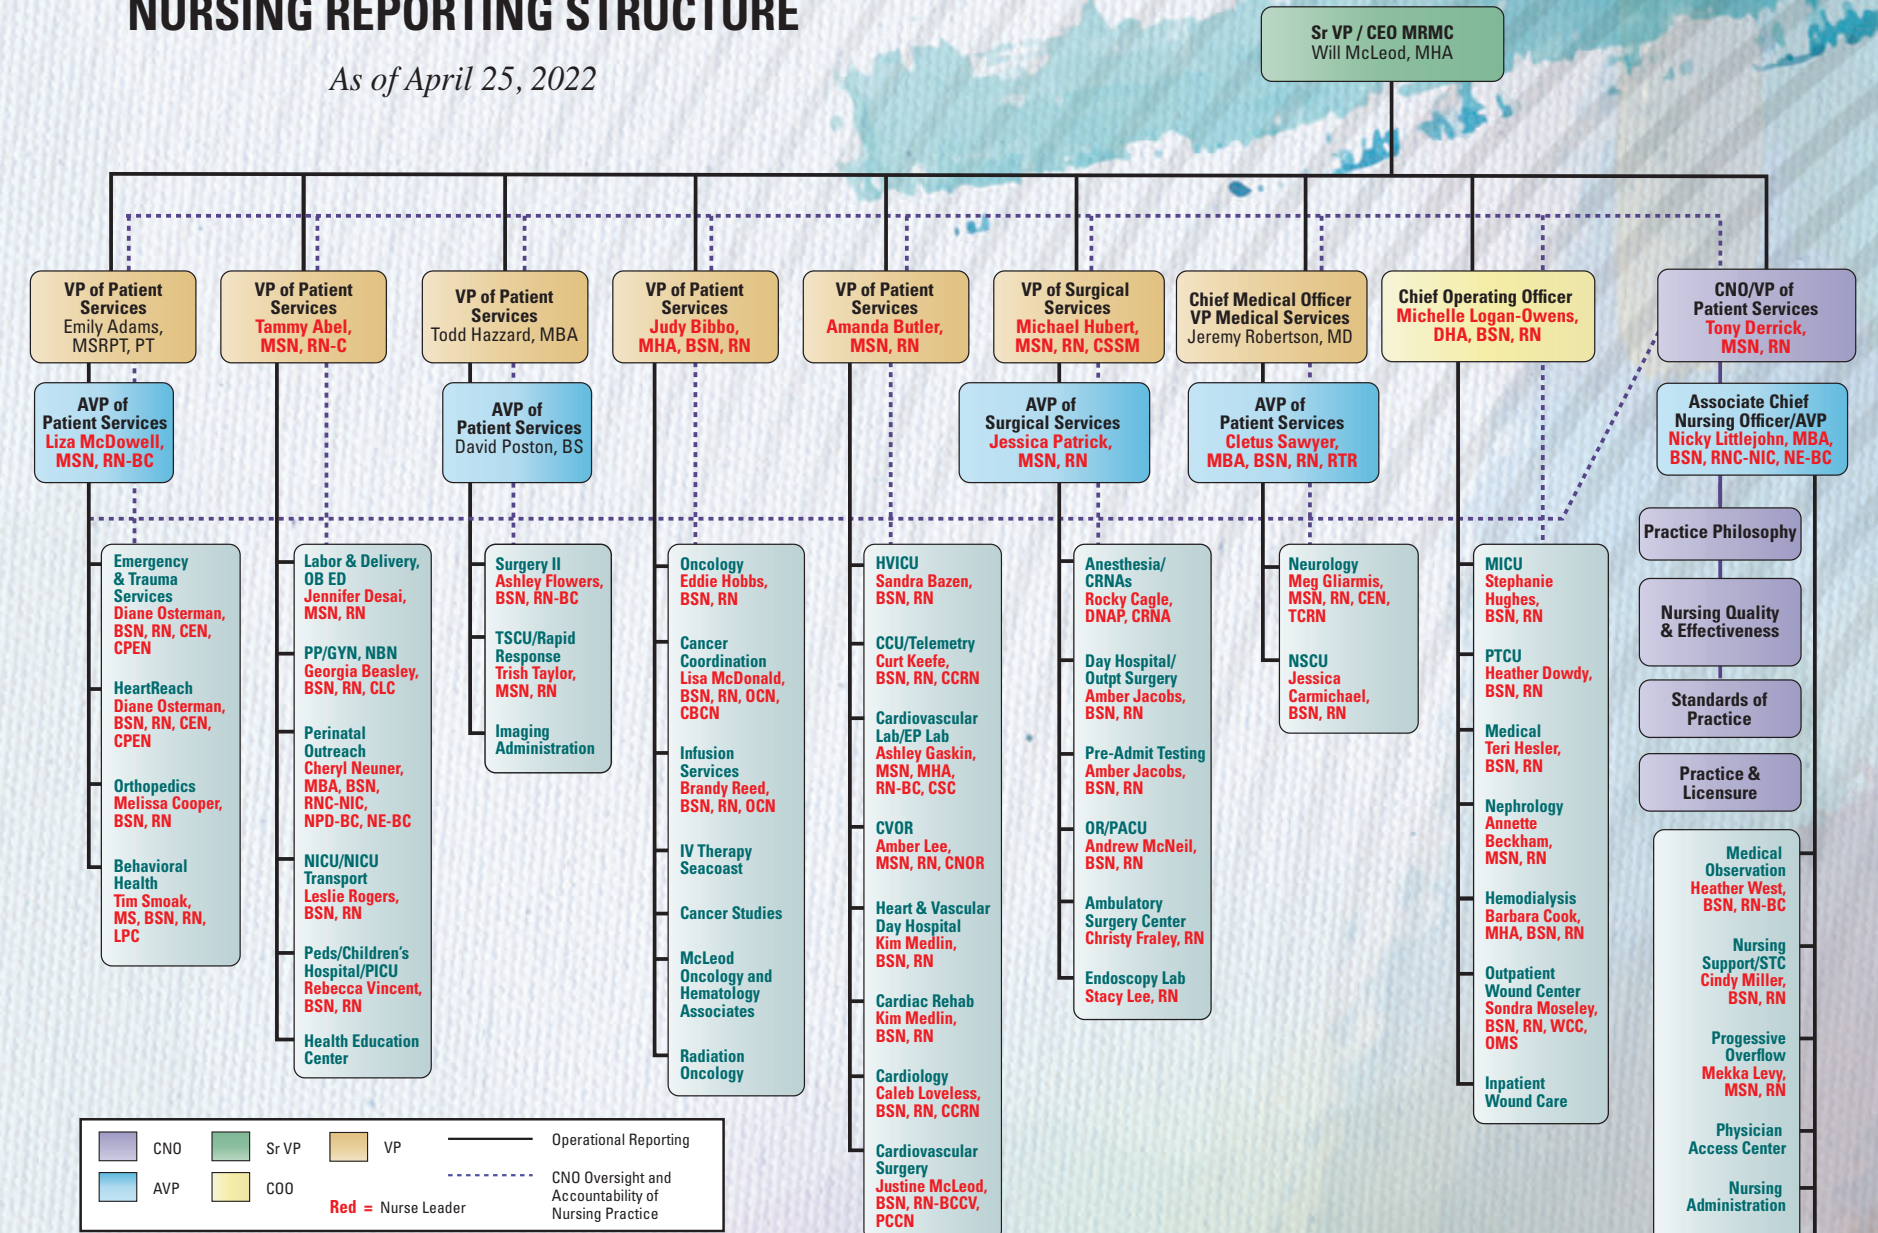 NURSING REPORTING STRUCTURE
As of April 25, 2022
Sr VP / CEO MRMC
Will McLeod, MHA
VP of Patient
Services
Emily Adams,
MSRPT, PT
VP of Patient
Services
Tammy Abel,
MSN, RN-C
VP of Patient
Services
Todd Hazzard, MBA
VP of Patient
Services
Judy Bibbo,
MHA, BSN, RN
VP of Patient
Services
Amanda Butler,
MSN, RN
VP of Surgical
Services
Michael Hubert,
MSN, RN, CSSM
Chief Medical Officer
VP Medical Services
Jeremy Robertson, MD
Chief Operating Officer
Michelle Logan-Owens,
DHA, BSN, RN
CNO/VP of
Patient Services
Tony Derrick,
MSN, RN
AVP of
Patient Services
Liza McDowell,
MSN, RN-BC
AVP of
Patient Services
David Poston, BS
AVP of
Surgical Services
Jessica Patrick,
MSN, RN
AVP of
Patient Services
Cletus Sawyer,
MBA, BSN, RN, RTR
Associate Chief
Nursing Officer/AVP
Nicky Littlejohn, MBA,
BSN, RNC-NIC, NE-BC
Emergency
& Trauma
Services
Diane Osterman,
BSN, RN, CEN,
CPEN
HeartReach
Diane Osterman,
BSN, RN, CEN,
CPEN
Orthopedics
Melissa Cooper,
BSN, RN
Behavioral
Health
Tim Smoak,
MS, BSN, RN,
LPC
Labor & Delivery,
OB ED
Jennifer Desai,
MSN, RN
PP/GYN, NBN
Georgia Beasley,
BSN, RN, CLC
Perinatal
Outreach
Cheryl Neuner,
MBA, BSN,
RNC-NIC,
NPD-BC, NE-BC
NICU/NICU
Transport
Leslie Rogers,
BSN, RN
Peds/Children's
Hospital/PICU
Rebecca Vincent,
BSN, RN
Health Education
Center
Surgery II
Ashley Flowers,
BSN, RN-BC
TSCU/Rapid
Response
Trish Taylor,
MSN, RN
Imaging
Administration
Oncology
Eddie Hobbs,
BSN, RN
Cancer
Coordination
Lisa McDonald,
BSN, RN, OCN,
CBCN
Infusion
Services
Brandy Reed,
BSN, RN, OCN
IV Therapy
Seacoast
Cancer Studies
McLeod
Oncology and
Hematology
Associates
Radiation
Oncology
HVICU
Sandra Bazen,
BSN, RN
CCU/Telemetry
Curt Keefe,
BSN, RN, CCRN
Cardiovascular
Lab/EP Lab
Ashley Gaskin,
MSN, MHA,
RN-BC, CSC
CVOR
Amber Lee,
MSN, RN, CNOR
Heart & Vascular
Day Hospital
Kim Medlin,
BSN, RN
Cardiac Rehab
Kim Medlin,
BSN, RN
Cardiology
Caleb Loveless,
BSN, RN, CCRN
Cardiovascular
Surgery
Justine McLeod,
BSN, RN-BCCV,
PCCN
Anesthesia/
CRNAs
Rocky Cagle,
DNAP, CRNA
Day Hospital/
Outpt Surgery
Amber Jacobs,
BSN, RN
Pre-Admit Testing
Amber Jacobs,
BSN, RN
OR/PACU
Andrew McNeil,
BSN, RN
Ambulatory
Surgery Center
Christy Fraley, RN
Endoscopy Lab
Stacy Lee, RN
Neurology
Meg Gliarmis,
MSN, RN, CEN,
TCRN
NSCU
Jessica
Carmichael,
BSN, RN
MICU
Stephanie
Hughes,
BSN, RN
PTCU
Heather Dowdy,
BSN, RN
Medical
Teri Hesler,
BSN, RN
Nephrology
Annette
Beckham,
MSN, RN
Hemodialysis
Barbara Cook,
MHA, BSN, RN
Outpatient
Wound Center
Sondra Moseley,
BSN, RN, WCC,
OMS
Inpatient
Wound Care
Practice Philosophy
Nursing Quality
& Effectiveness
Standards of
Practice
Practice &
Licensure
Medical
Observation
Heather West,
BSN, RN-BC
Nursing
Support/STC
Cindy Miller,
BSN, RN
Progessive
Overflow
Mekka Levy,
MSN, RN
Physician
Access Center
Nursing
Administration
CNO
Sr VP
VP
AVP
COO
Red = Nurse Leader
Operational Reporting
CNO Oversight and
Accountability of
Nursing Practice